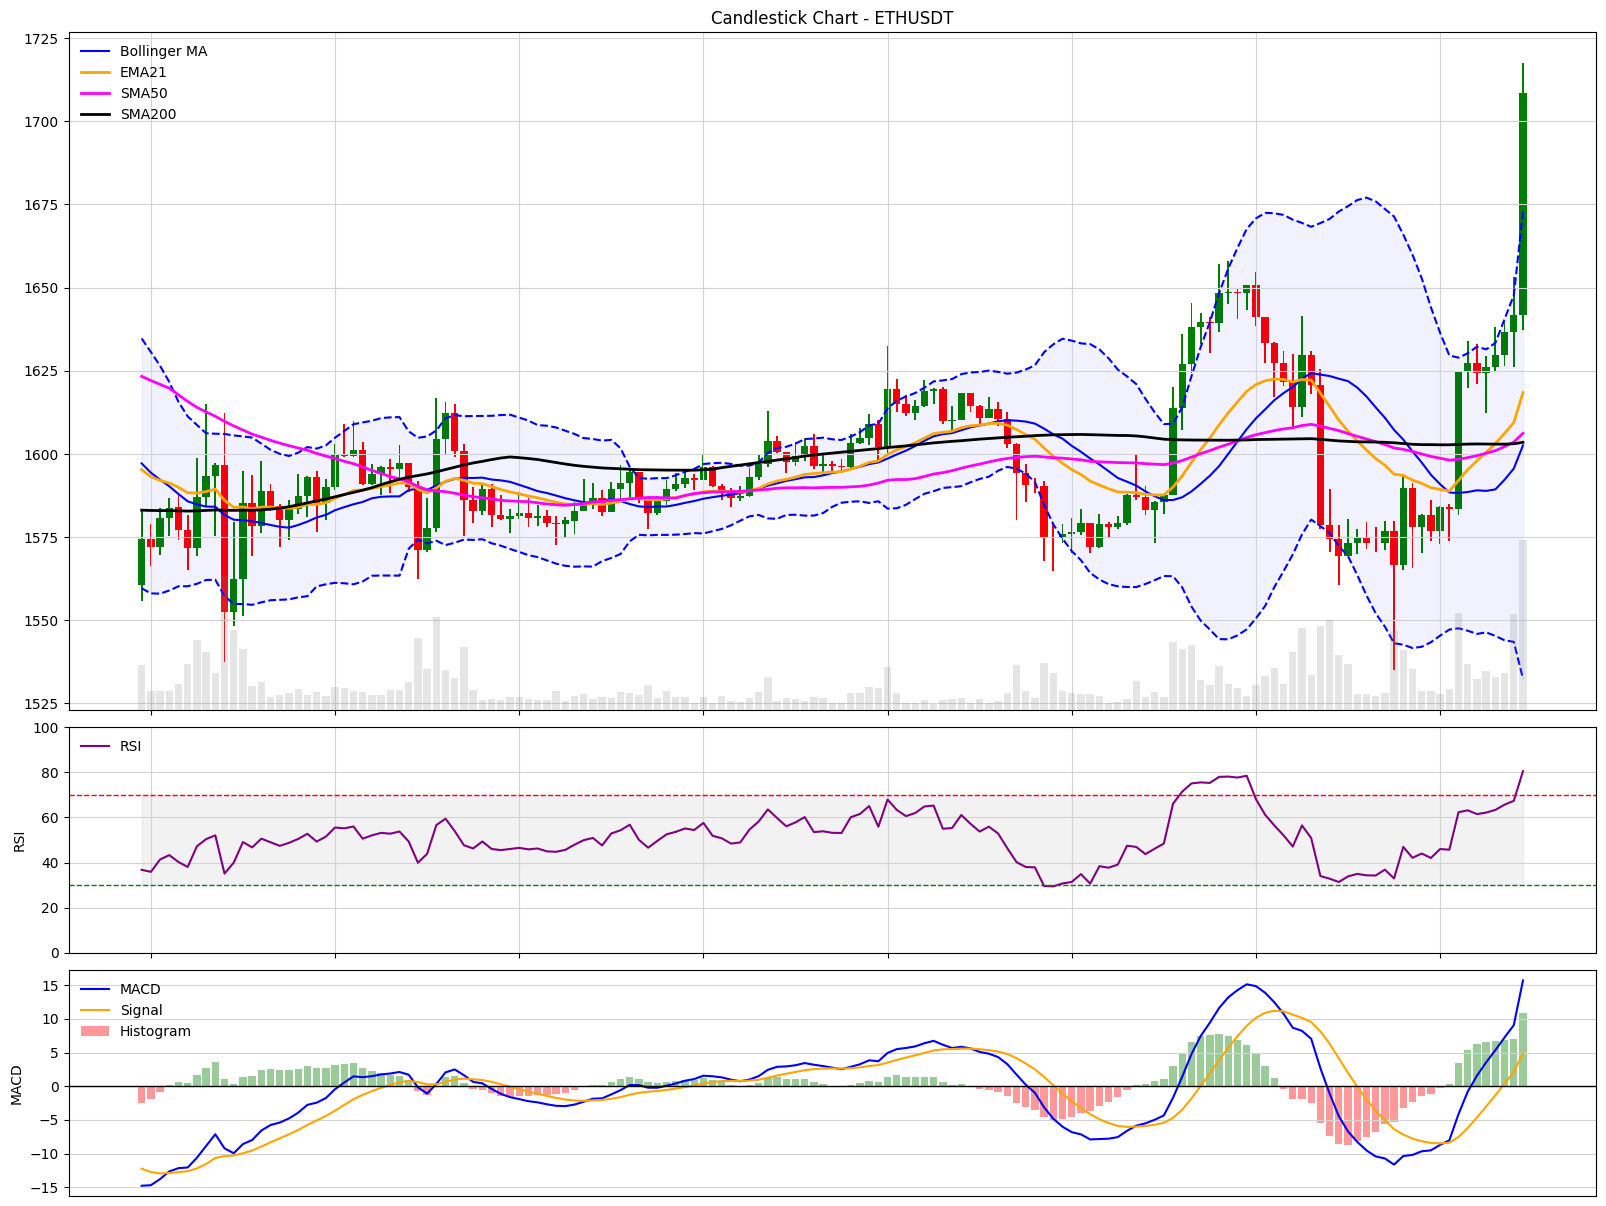 Candlestick Chart - ETHUSDT
1725
1700
1675
1650
1625
1600
1575
1550
1525
Bollinger MA
EMA21
SMA50
SMA200
100
80
60
40
20
0
RSI
RSI
15
10
5
0
−5
−10
−15
MACD
MACD
Signal
Histogram